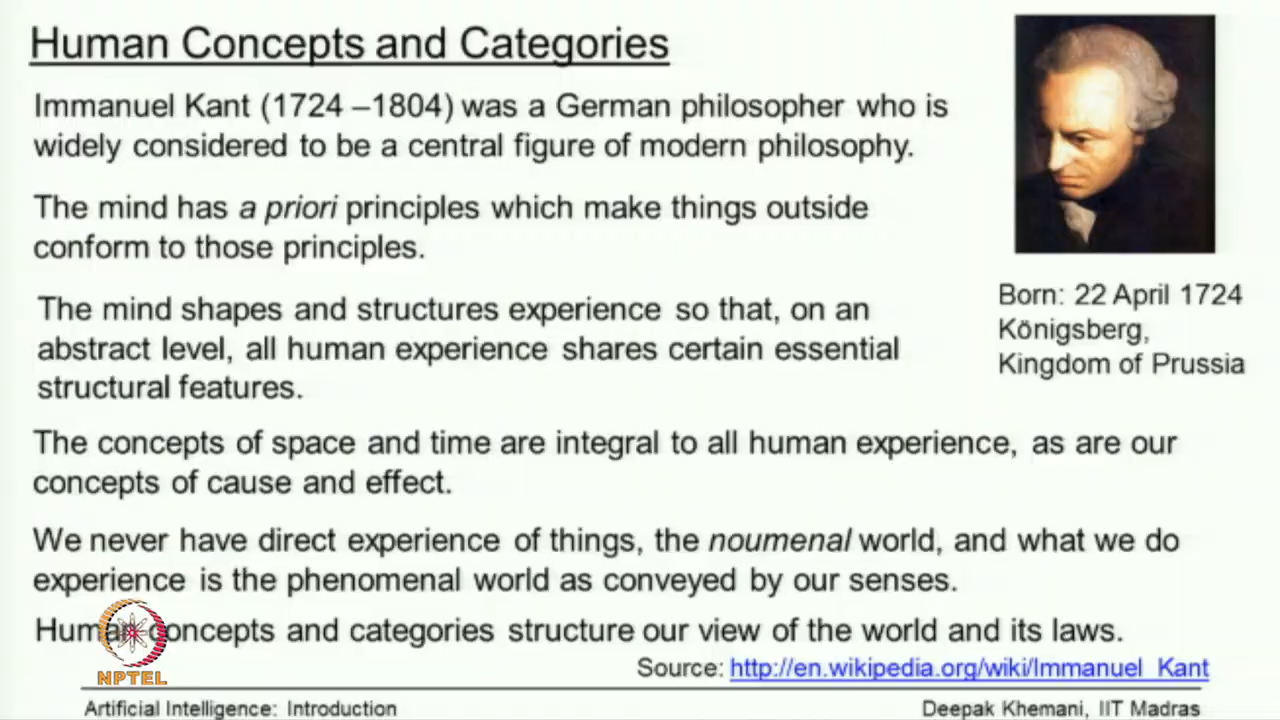 Human Concepts and Categories
Immanuel Kant (1724 –1804) was a German philosopher who is
widely considered to be a central figure of modern philosophy.
The mind has a priori principles which make things outside
conform to those principles.
The mind shapes and structures experience so that, on an
abstract level, all human experience shares certain essential
structural features.
Born: 22 April 1724
Königsberg,
Kingdom of Prussia
The concepts of space and time are integral to all human experience, as are our
concepts of cause and effect.
We never have direct experience of things, the noumenal world, and what we do
experience is the phenomenal world as conveyed by our senses.
Human concepts and categories structure our view of the world and its laws.
NPTEL
Source: http://en.wikipedia.org/wiki/Immanuel_Kant
Artificial Intelligence: Introduction
Deepak Khemani, IIT Madras